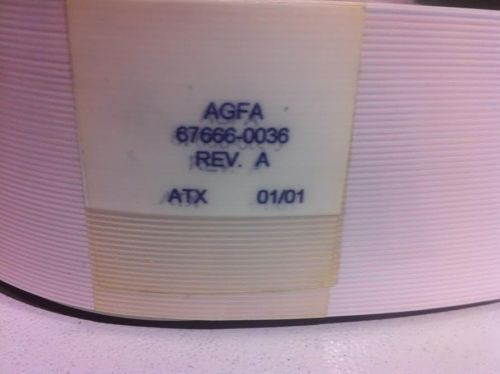 AGFA
67666-0036
REV. A
ATX 01/01